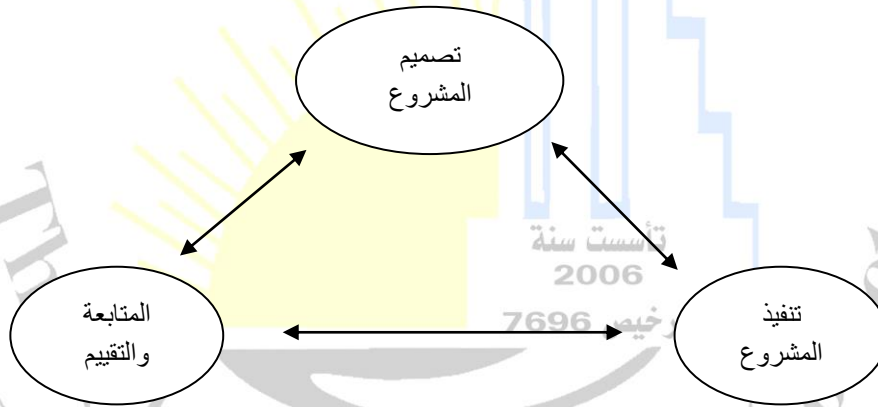 تصميم
المشروع
تأسست سنة
2006
7696
المتابعة
والتقييم
تنفيذ
المشروع